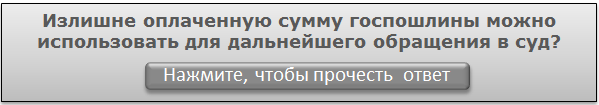 Излишне оплаченную сумму госпошлины можно
использовать для дальнейшего обращения в суд?
Нажмите, чтобы прочесть ответ